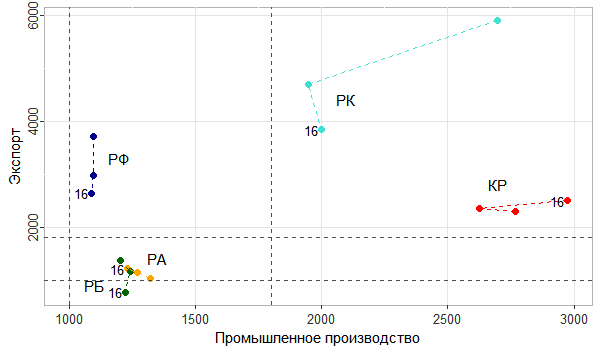 6000
4000
2000
Экспорт
РК
16
РФ
16
КР
16
РА
16
РБ
16
1000
1500
2000
2500
3000
Промышленное производство